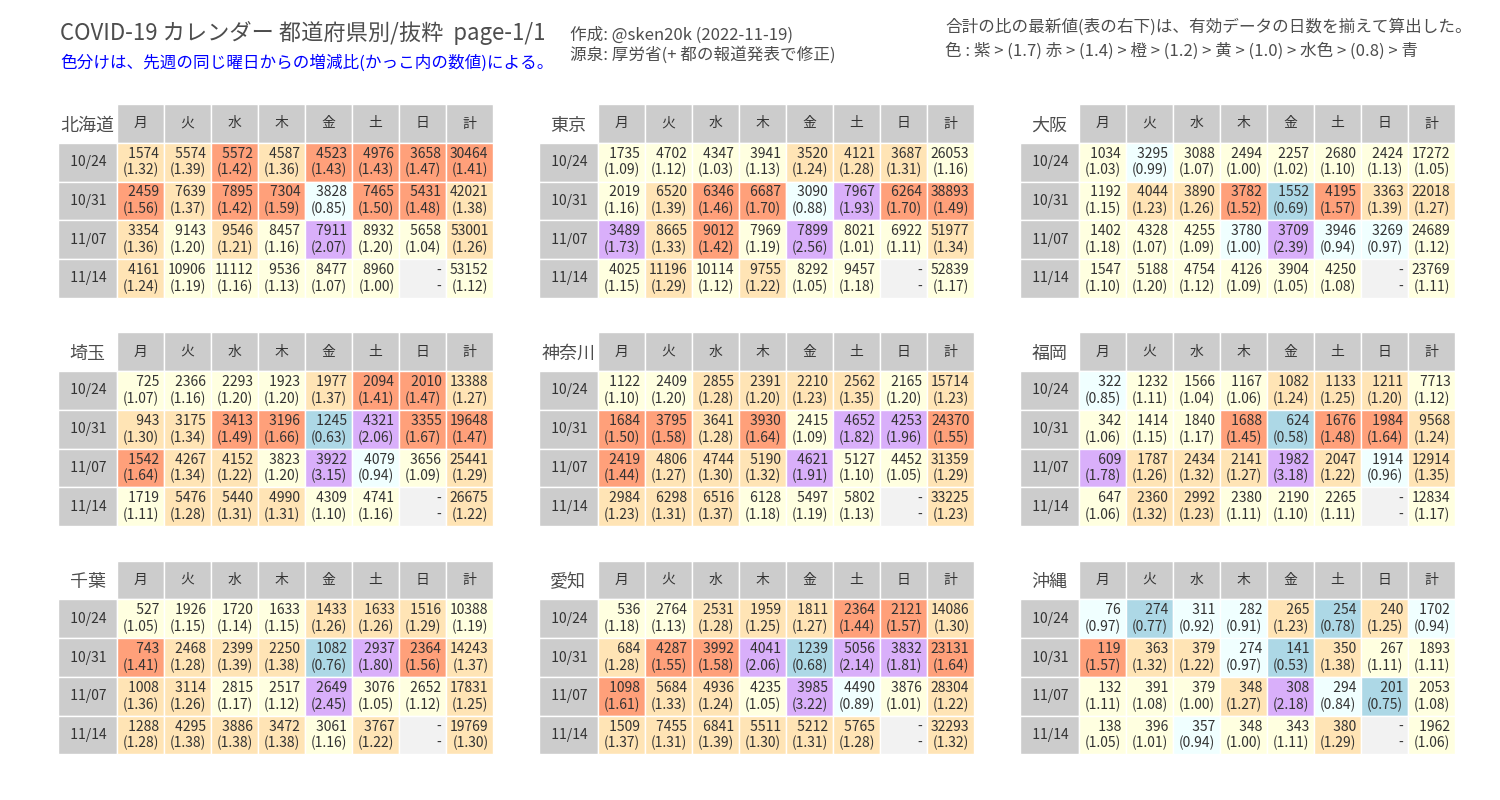 COVID-19 カレンダー 都道府県別/抜粋 page-1/1
色分けは、先週の同じ曜日からの増減比(かっこ内の数値)による。
作成: @sken20k (2022-11-19)
源泉: 厚労省(+ 都の報道発表で修正)
合計の比の最新値(表の右下)は、有効データの日数を揃えて算出した。
色 : 紫 > (1.7) 赤 > (1.4) 橙 > (1.2) 黄 > (1.0) > 水色 > (0.8) > 青
北海道 月 火 水 木 金 土 日 計
10/24 1574 5574 5572 4587 4523 4976 3658 30464
(1.32) (1.39) (1.42) (1.36) (1.43) (1.43) (1.47) (1.41)
10/31 2459 7639 7895 7304 3828 7465 5431 42021
(1.56) (1.37) (1.42) (1.59) (0.85) (1.50) (1.48) (1.38)
11/07 3354 9143 9546 8457 7911 8932 5658 53001
(1.36) (1.20) (1.21) (1.16) (2.07) (1.20) (1.04) (1.26)
11/14 4161 10906 11112 9536 8477 8960 - 53152
(1.24) (1.19) (1.16) (1.13) (1.07) (1.00) - (1.12)
東京 月 火 水 木 金 土 日 計
10/24 1735 4702 4347 3941 3520 4121 3687 26053
(1.09) (1.12) (1.03) (1.13) (1.24) (1.28) (1.31) (1.16)
10/31 2019 6520 6346 6687 3090 7967 6264 38893
(1.16) (1.39) (1.46) (1.70) (0.88) (1.93) (1.70) (1.49)
11/07 3489 8665 9012 7969 7899 8021 6922 51977
(1.73) (1.33) (1.42) (1.19) (2.56) (1.01) (1.11) (1.34)
11/14 4025 11196 10114 9755 8292 9457 - 52839
(1.15) (1.29) (1.12) (1.22) (1.05) (1.18) - (1.17)
大阪 月 火 水 木 金 土 日 計
10/24 1034 3295 3088 2494 2257 2680 2424 17272
(1.03) (0.99) (1.07) (1.00) (1.02) (1.10) (1.13) (1.05)
10/31 1192 4044 3890 3782 1552 4195 3363 22018
(1.15) (1.23) (1.26) (1.52) (0.69) (1.57) (1.39) (1.27)
11/07 1402 4328 4255 3780 3709 3946 3269 24689
(1.18) (1.07) (1.09) (1.00) (2.39) (0.94) (0.97) (1.12)
11/14 1547 5188 4754 4126 3904 4250 - 23769
(1.10) (1.20) (1.12) (1.09) (1.05) (1.08) - (1.11)
埼玉 月 火 水 木 金 土 日 計
10/24 725 2366 2293 1923 1977 2094 2010 13388
(1.07) (1.16) (1.20) (1.20) (1.37) (1.41) (1.47) (1.27)
10/31 943 3175 3413 3196 1245 4321 3355 19648
(1.30) (1.34) (1.49) (1.66) (0.63) (2.06) (1.67) (1.47)
11/07 1542 4267 4152 3823 3922 4079 3656 25441
(1.64) (1.34) (1.22) (1.20) (3.15) (0.94) (1.09) (1.29)
11/14 1719 5476 5440 4990 4309 4741 - 26675
(1.11) (1.28) (1.31) (1.31) (1.10) (1.16) - (1.22)
神奈川 月 火 水 木 金 土 日 計
10/24 1122 2409 2855 2391 2210 2562 2165 15714
(1.10) (1.20) (1.28) (1.20) (1.23) (1.35) (1.20) (1.23)
10/31 1684 3795 3641 3930 2415 4652 4253 24370
(1.50) (1.58) (1.28) (1.64) (1.09) (1.82) (1.96) (1.55)
11/07 2419 4806 4744 5190 4621 5127 4452 31359
(1.44) (1.27) (1.30) (1.32) (1.91) (1.10) (1.05) (1.29)
11/14 2984 6298 6516 6128 5497 5802 - 33225
(1.23) (1.31) (1.37) (1.18) (1.19) (1.13) - (1.23)
福岡 月 火 水 木 金 土 日 計
10/24 322 1232 1566 1167 1082 1133 1211 7713
(0.85) (1.11) (1.04) (1.06) (1.24) (1.25) (1.20) (1.12)
10/31 342 1414 1840 1688 624 1676 1984 9568
(1.06) (1.15) (1.17) (1.45) (0.58) (1.48) (1.64) (1.24)
11/07 609 1787 2434 2141 1982 2047 1914 12914
(1.78) (1.26) (1.32) (1.27) (3.18) (1.22) (0.96) (1.35)
11/14 647 2360 2992 2380 2190 2265 - 12834
(1.06) (1.32) (1.23) (1.11) (1.10) (1.11) - (1.17)
千葉 月 火 水 木 金 土 日 計
10/24 527 1926 1720 1633 1433 1633 1516 10388
(1.05) (1.15) (1.14) (1.15) (1.26) (1.26) (1.29) (1.19)
10/31 743 2468 2399 2250 1082 2937 2364 14243
(1.41) (1.28) (1.39) (1.38) (0.76) (1.80) (1.56) (1.37)
11/07 1008 3114 2815 2517 2649 3076 2652 17831
(1.36) (1.26) (1.17) (1.12) (2.45) (1.05) (1.12) (1.25)
11/14 1288 4295 3886 3472 3061 3767 - 19769
(1.28) (1.38) (1.38) (1.38) (1.16) (1.22) - (1.30)
愛知 月 火 水 木 金 土 日 計
10/24 536 2764 2531 1959 1811 2364 2121 14086
(1.18) (1.13) (1.28) (1.25) (1.27) (1.44) (1.57) (1.30)
10/31 684 4287 3992 4041 1239 5056 3832 23131
(1.28) (1.55) (1.58) (2.06) (0.68) (2.14) (1.81) (1.64)
11/07 1098 5684 4936 4235 3985 4490 3876 28304
(1.61) (1.33) (1.24) (1.05) (3.22) (0.89) (1.01) (1.22)
11/14 1509 7455 6841 5511 5212 5765 - 32293
(1.37) (1.31) (1.39) (1.30) (1.31) (1.28) - (1.32)
沖縄 月 火 水 木 金 土 日 計
10/24 76 274 311 282 265 254 240 1702
(0.97) (0.77) (0.92) (0.91) (1.23) (0.78) (1.25) (0.94)
10/31 119 363 379 274 141 350 267 1893
(1.57) (1.32) (1.22) (0.97) (0.53) (1.38) (1.11) (1.11)
11/07 132 391 379 348 308 294 201 2053
(1.11) (1.08) (1.00) (1.27) (2.18) (0.84) (0.75) (1.08)
11/14 138 396 357 348 343 380 - 1962
(1.05) (1.01) (0.94) (1.00) (1.11) (1.29) - (1.06)